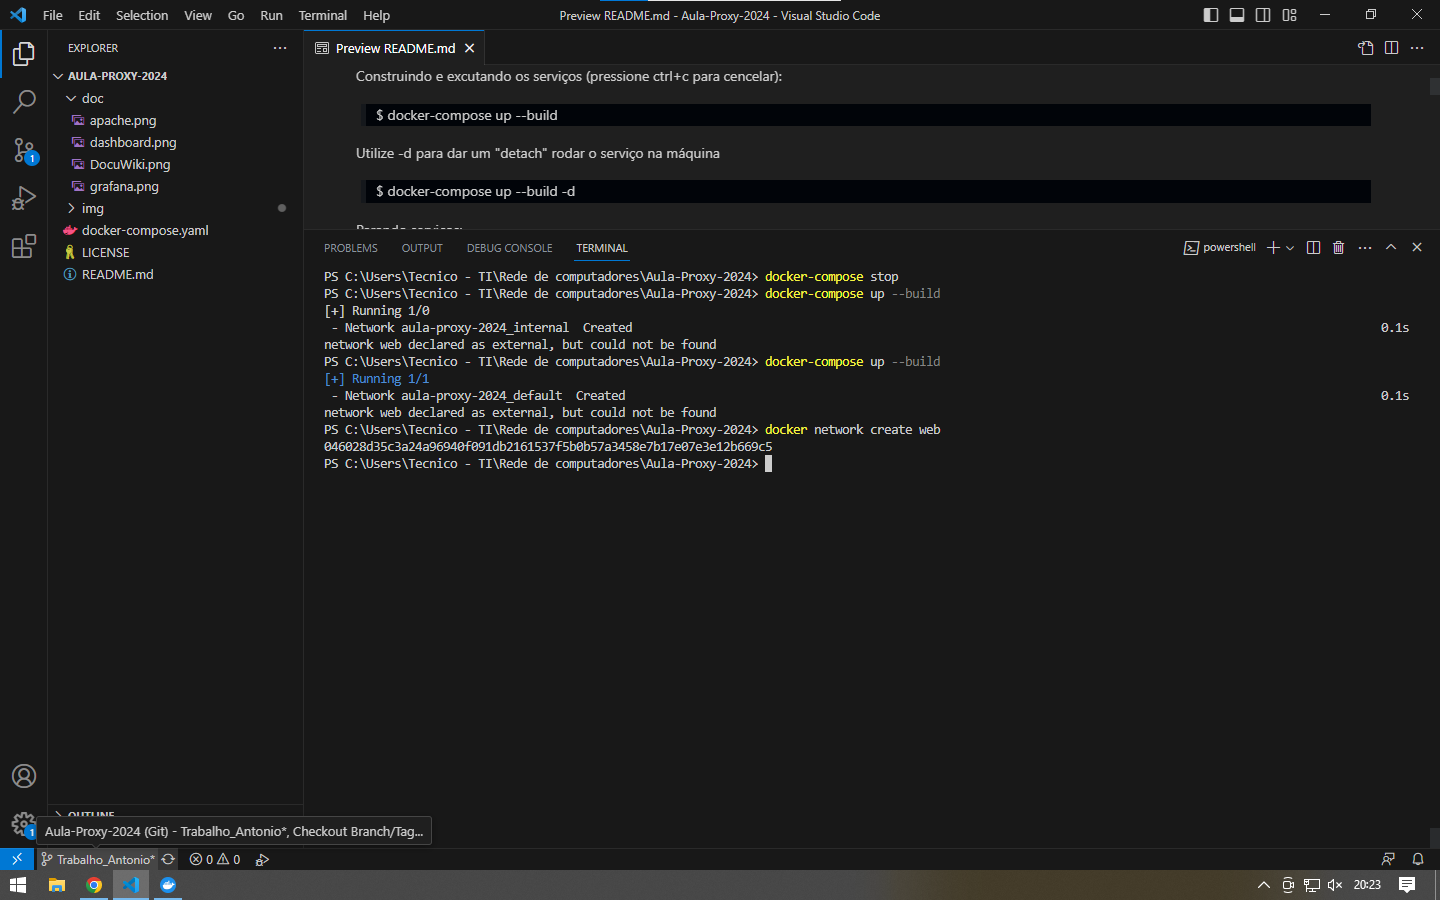 File Edit Selection View Go Run Terminal Help
Preview README.md - Aula-Proxy-2024 - Visual Studio Code
EXPLORER
AULA-PROXY-2024
doc
apache.png
dashboard.png
DocuWiki.png
grafana.png
img
docker-compose.yaml
LICENSE
README.md
OUTLINE
Preview README.md
Construindo e excutando os serviços (pressione ctrl+c para cencelar):
$ docker-compose up --build
Utilize -d para dar um "detach" rodar o serviço na máquina
$ docker-compose up --build -d
Parando serviços:
PROBLEMS OUTPUT DEBUG CONSOLE TERMINAL
powershell
PS C:\Users\Tecnico - TI\Rede de computadores\Aula-Proxy-2024> docker-compose stop
PS C:\Users\Tecnico - TI\Rede de computadores\Aula-Proxy-2024> docker-compose up --build
[+] Running 1/0
- Network aula-proxy-2024_internal Created 0.1s
network web declared as external, but could not be found
PS C:\Users\Tecnico - TI\Rede de computadores\Aula-Proxy-2024> docker-compose up --build
[+] Running 1/1
- Network aula-proxy-2024_default Created 0.1s
network web declared as external, but could not be found
PS C:\Users\Tecnico - TI\Rede de computadores\Aula-Proxy-2024> docker network create web
046028d35c3a24a96940f091db2161537f5b0b57a3458e7b17e07e3e12b669c5
PS C:\Users\Tecnico - TI\Rede de computadores\Aula-Proxy-2024>
1
1
Aula-Proxy-2024 (Git) - Trabalho_Antonio*, Checkout Branch/Tag...
Trabalho_Antonio* 0 0
20:23